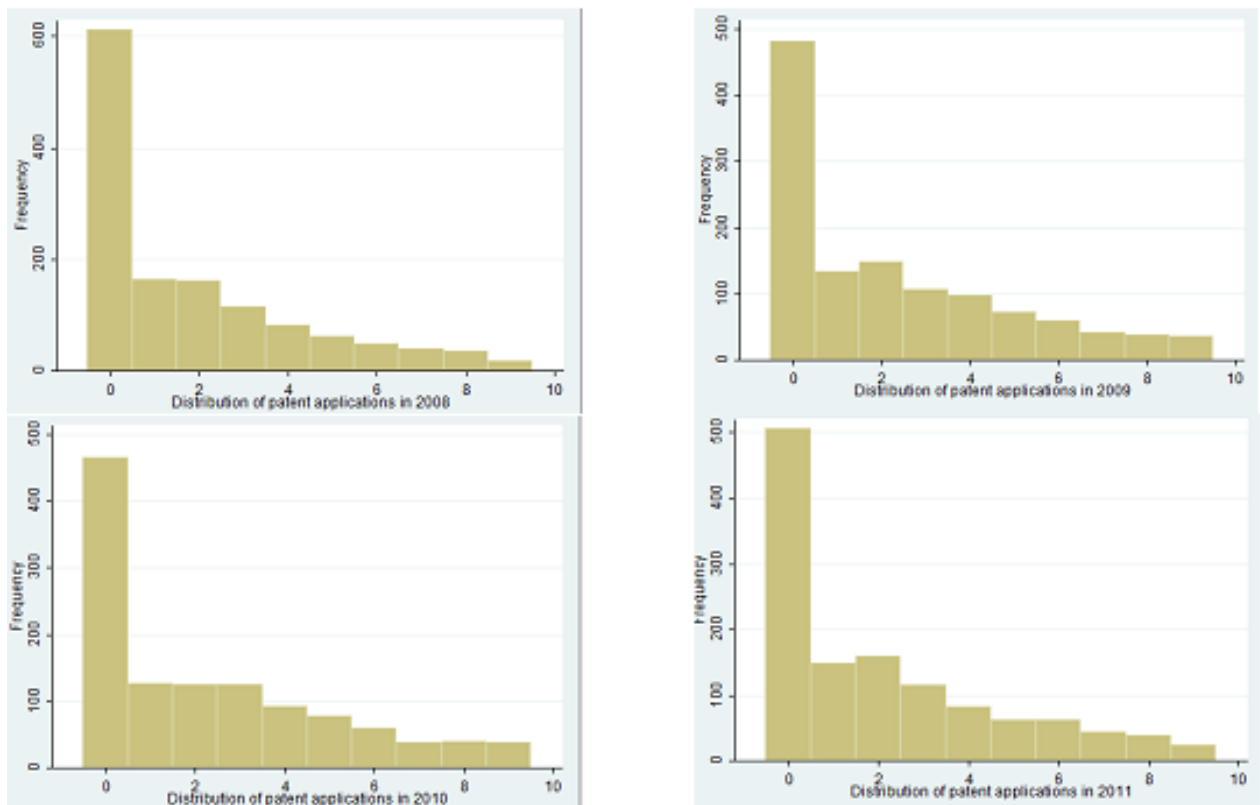 600
400
200
0
Frequency
0 2 4 6 8 10
Distribution of patent applications in 2008
500
400
300
200
100
0
Frequency
0 2 4 6 8 10
Distribution of patent applications in 2009
500
400
300
200
100
0
Frequency
0 2 4 6 8 10
Distribution of patent applications in 2010
500
400
300
200
100
0
Frequency
0 2 4 6 8 10
Distribution of patent applications in 2011